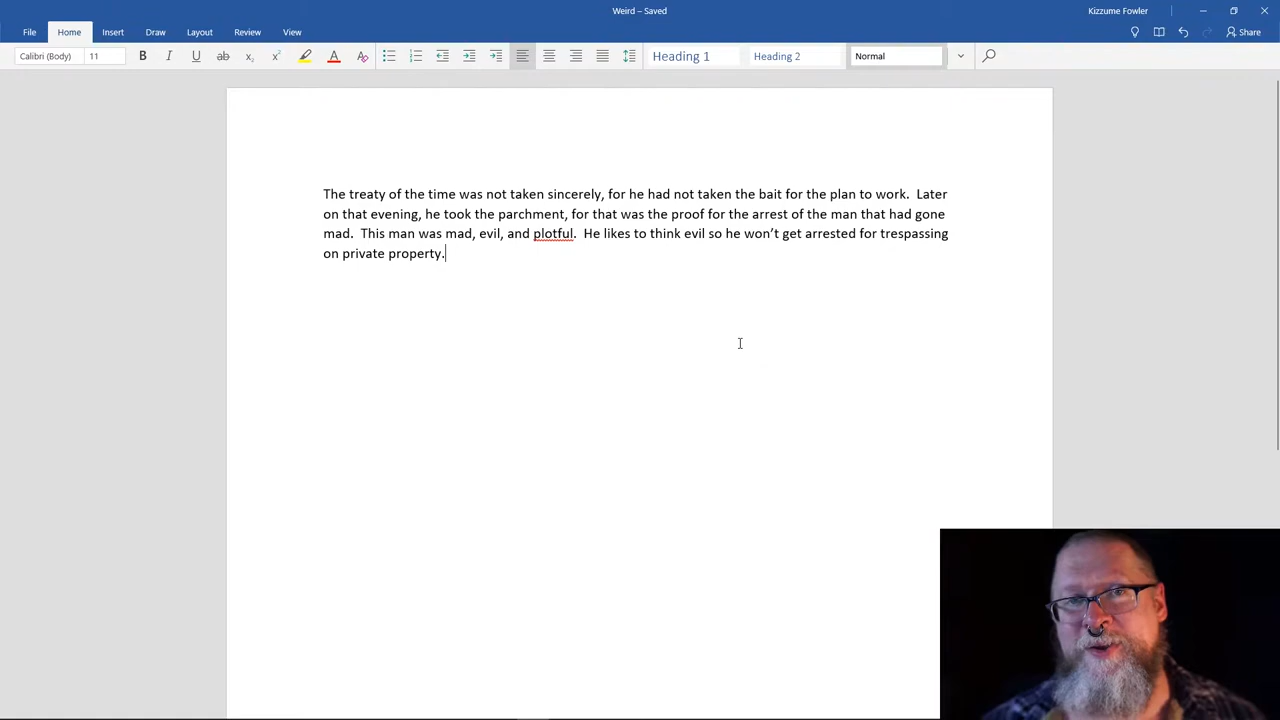 Weird – Saved
Kizzume Fowler
File Home Insert Draw Layout Review View
Share
Calibri (Body) 11 B I U ab x₂ x² A A Heading 1 Heading 2 Normal
The treaty of the time was not taken sincerely, for he had not taken the bait for the plan to work.  Later
on that evening, he took the parchment, for that was the proof for the arrest of the man that had gone
mad.  This man was mad, evil, and plotful.  He likes to think evil so he won’t get arrested for trespassing
on private property.